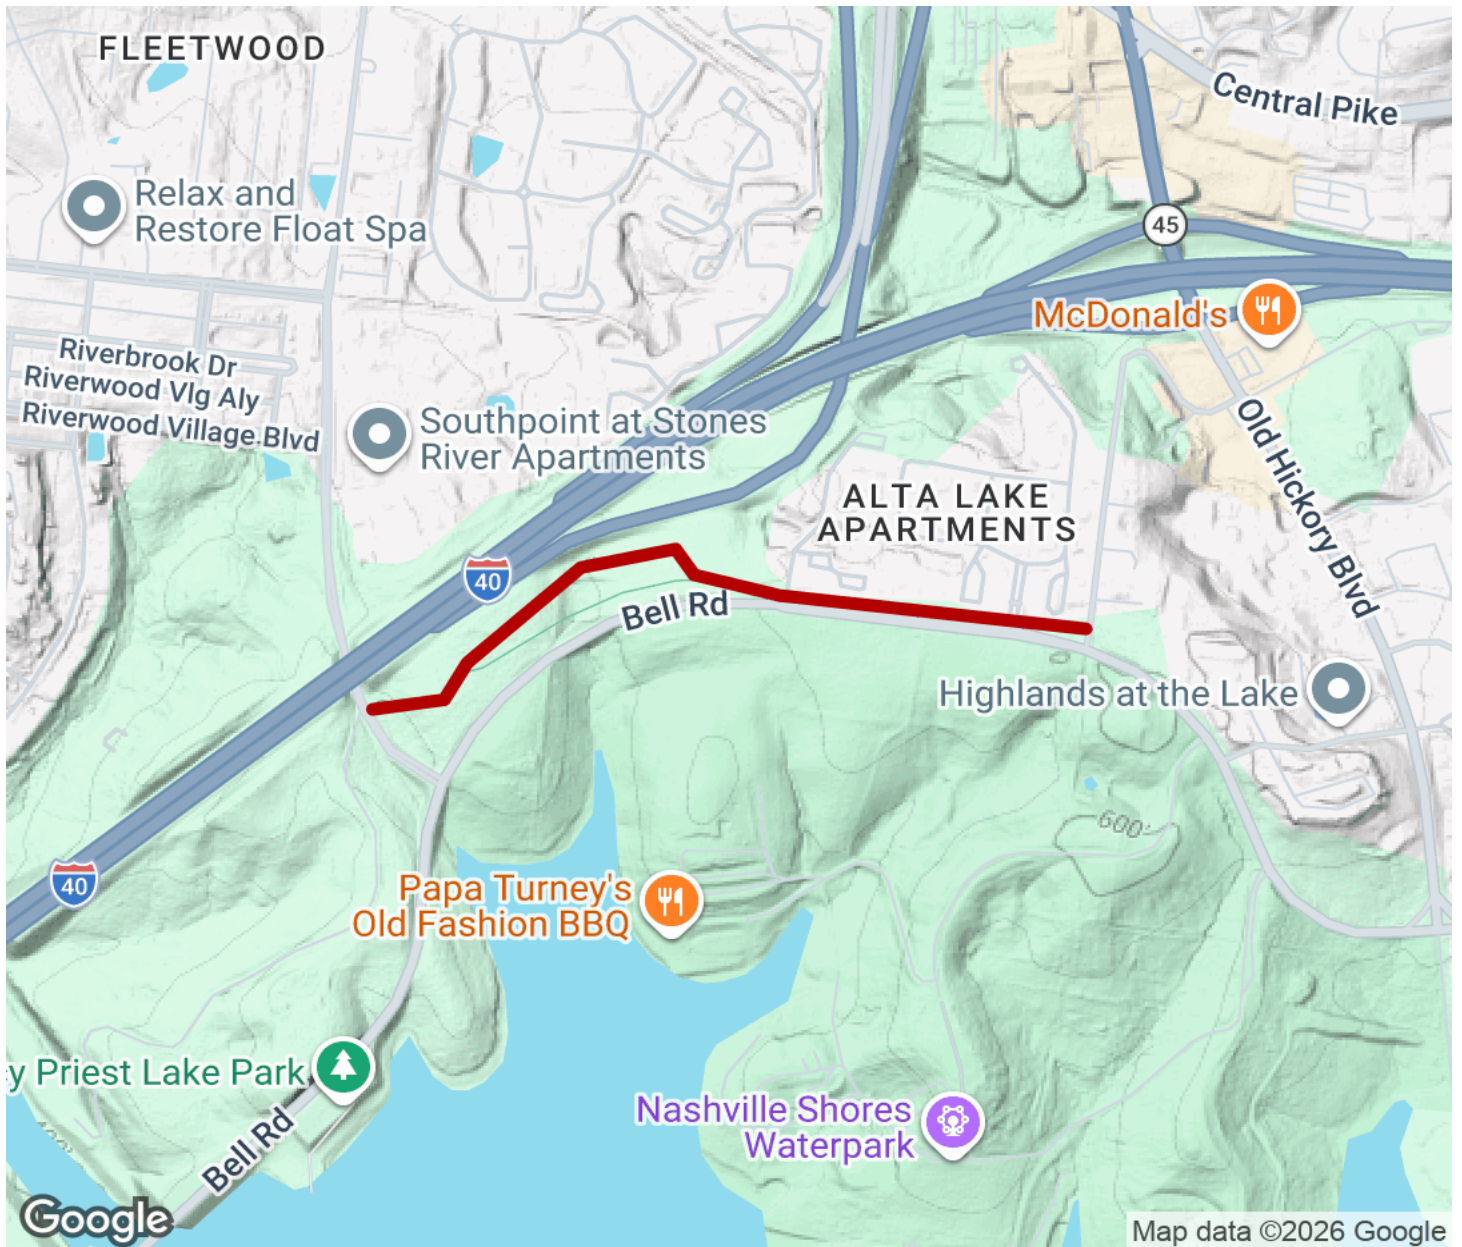 FLEETWOOD
Central Pike
Relax and
Restore Float Spa
45
McDonald's
Riverbrook Dr
Riverwood Vlg Aly
Riverwood Village Blvd
Southpoint at Stones
River Apartments
Old Hickory Blvd
ALTA LAKE
APARTMENTS
40
Bell Rd
Highlands at the Lake
600'
40
Papa Turney's
Old Fashion BBQ
y Priest Lake Park
Nashville Shores
Waterpark
Bell Rd
Google
Map data ©2026 Google